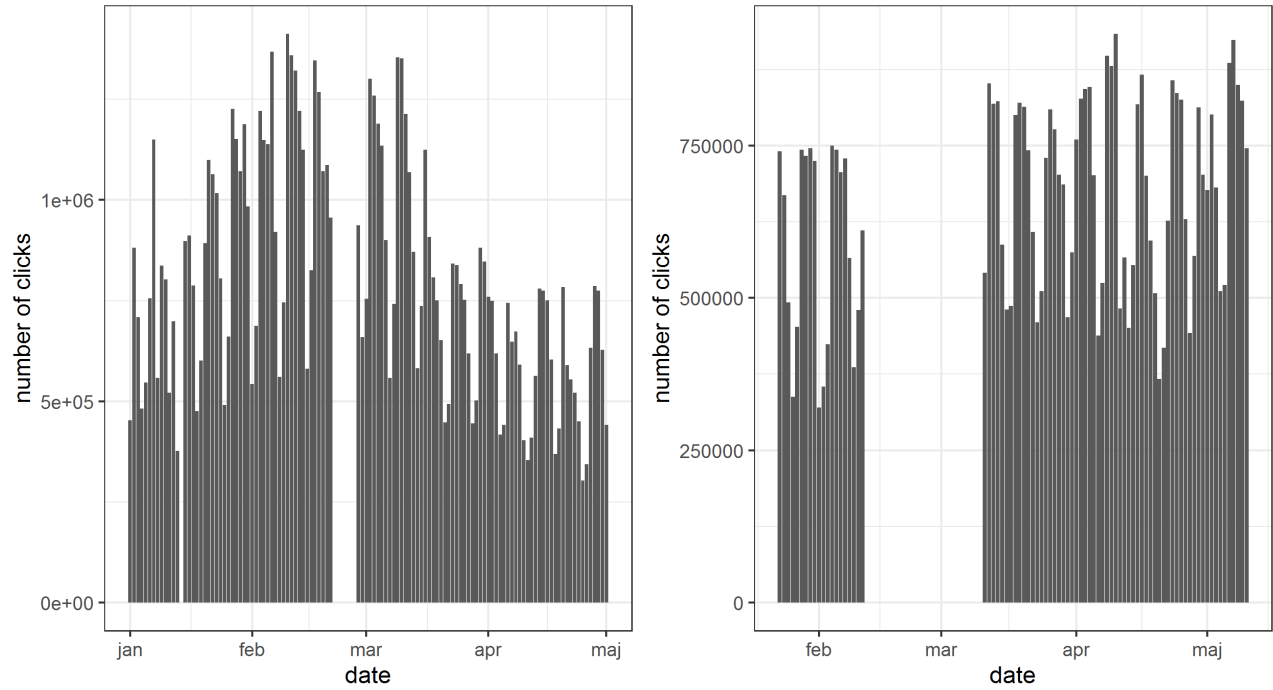 number of clicks
1e+06
5e+05
0e+00
jan
feb
mar
apr
maj
date
number of clicks
750000
500000
250000
0
feb
mar
apr
maj
date